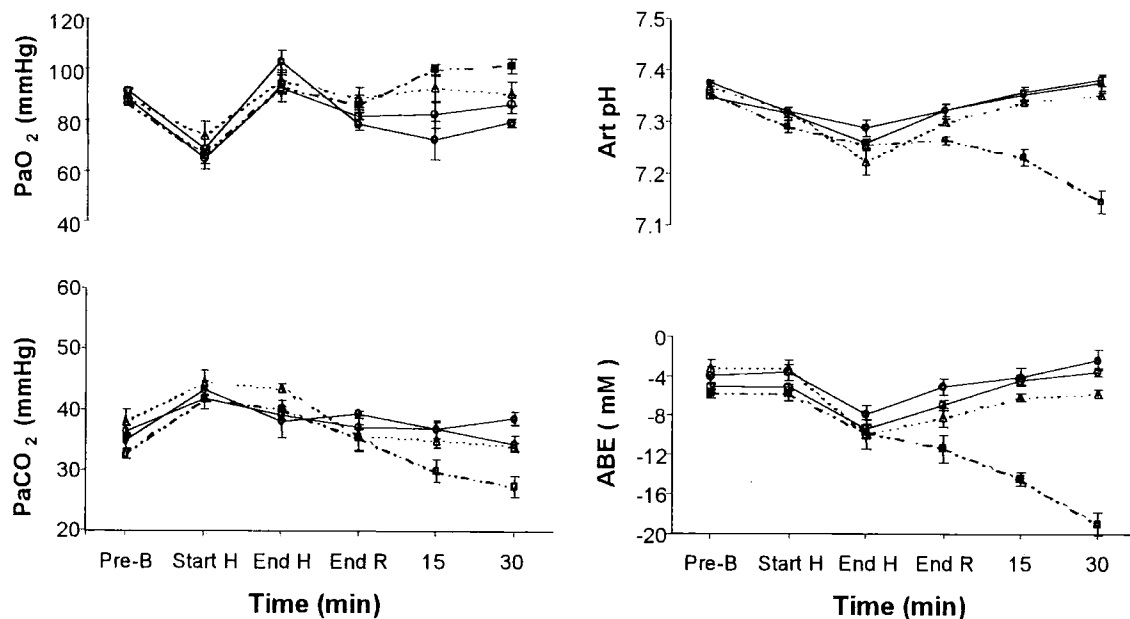 PaO2 (mmHg)
120
100
80
60
40
Art pH
7.5
7.4
7.3
7.2
7.1
PaCO2 (mmHg)
60
50
40
30
20
Pre-B Start H End H End R 15 30
Time (min)
ABE ( mM )
0
-4
-8
-12
-16
-20
Pre-B Start H End H End R 15 30
Time (min)